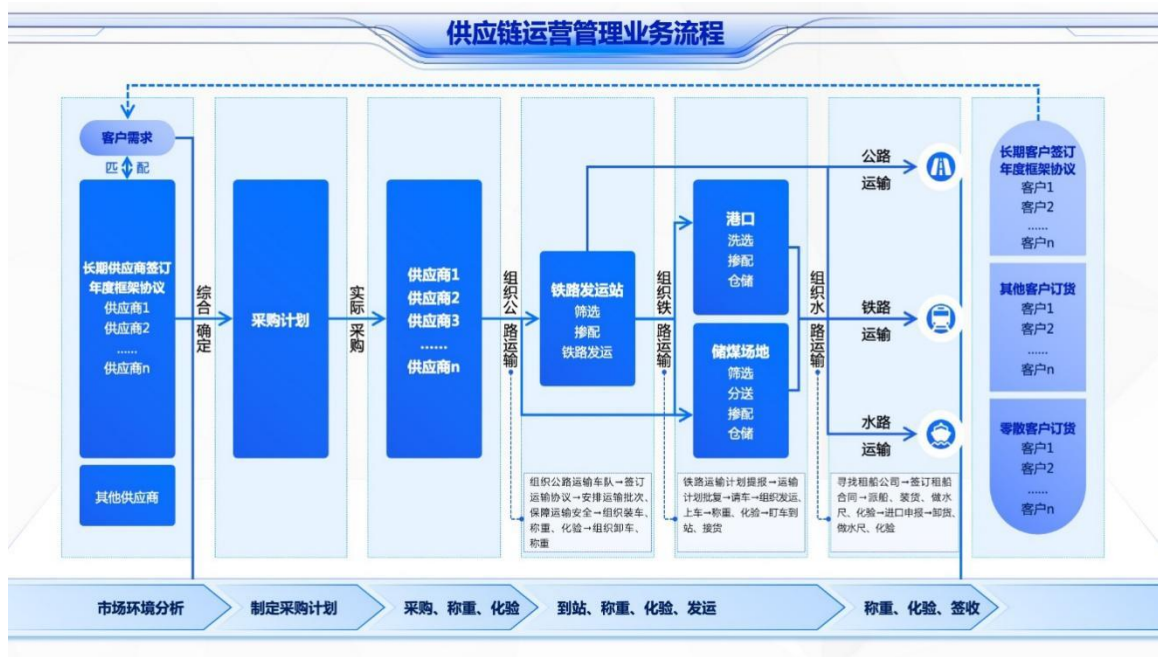 供应链运营管理业务流程
客户需求
匹 配
长期供应商签订
年度框架协议
供应商1
供应商2
......
供应商n
其他供应商
综合 确定
采购计划
实际 采购
供应商1
供应商2
供应商3
......
供应商n
组织公 路运输
铁路发运站
筛选
掺配
铁路发运
组织铁 路运输
港口
洗选
掺配
仓储
储煤场地
筛选
分送
掺配
仓储
组织水 路运输
公路
运输
铁路
运输
水路
运输
长期客户签订
年度框架协议
客户1
客户2
......
客户n
其他客户订货
客户1
客户2
......
客户n
零散客户订货
客户1
客户2
......
客户n
组织公路运输车队→签订
运输协议→安排运输批次、
保障运输安全→组织装车、
称重、化验→组织卸车、
称重
铁路运输计划提报→运输
计划批复→请车→组织发运、
上车→称重、化验→盯车到
站、接货
寻找租船公司→签订租船
合同→派船、装货、做水
尺、化验→进口申报→卸货、
做水尺、化验
市场环境分析
制定采购计划
采购、称重、化验
到站、称重、化验、发运
称重、化验、签收